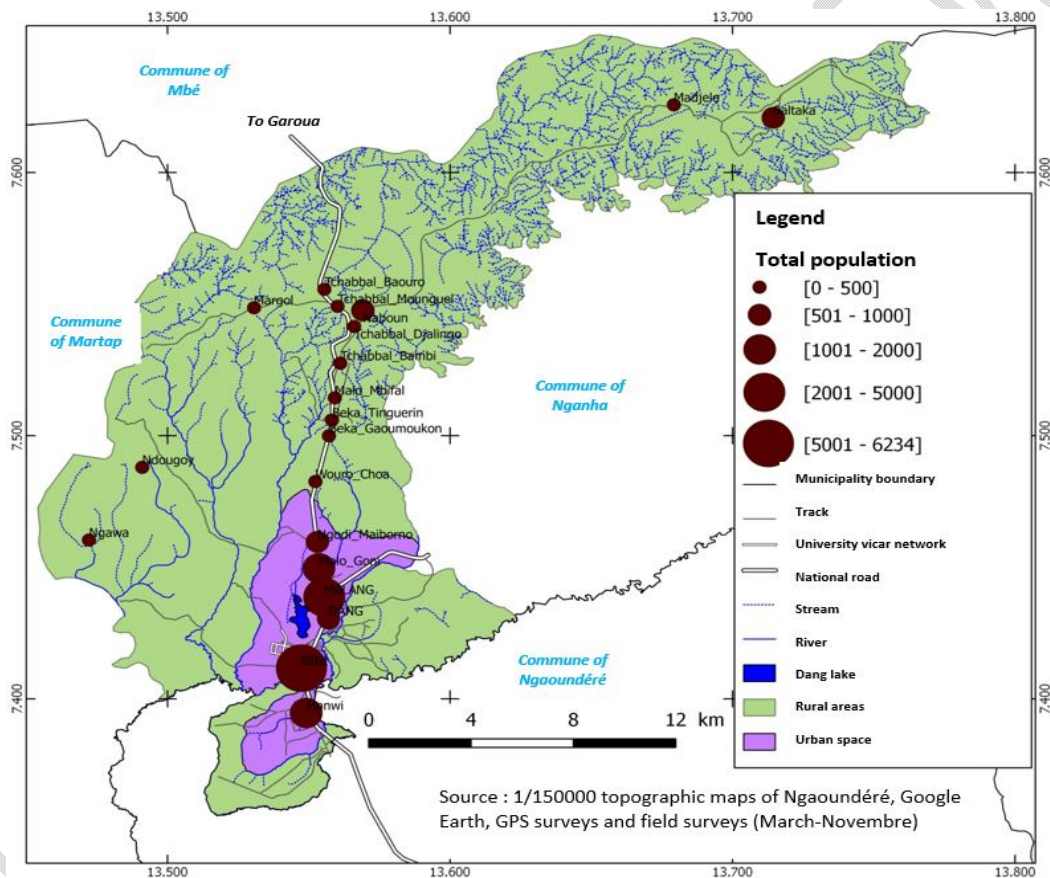 13.500 13.600 13.700 13.800
Commune of
Mbé
To Garoua
Madjele
7.600 7.600
Legend
Total population
[0 - 500]
[501 - 1000]
[1001 - 2000]
[2001 - 5000]
[5001 - 6234]
Municipality boundary
Track
University vicar network
National road
Stream
River
Dang lake
Rural areas
Urban space
Tchabbal_Baouro
Margol
Tchabbal_Mounguel
Tchabbal_Djalingo
Commune
of Martap
Tchabbal_Bambi
Commune of
Nganha
Malo_Mbifal
Beka_Tinguerin
Beka_Gaoumoukon
7.500 7.500
Ndougoy
Wouro_Choa
Ngawa
Ngodi_Maiborno
MALANG
DANG
Commune of
Ngaoundéré
7.400 7.400
Manwi
0 4 8 12 km
Source : 1/150000 topographic maps of Ngaoundéré, Google
Earth, GPS surveys and field surveys (March-Novembre)
13.500 13.600 13.700 13.800